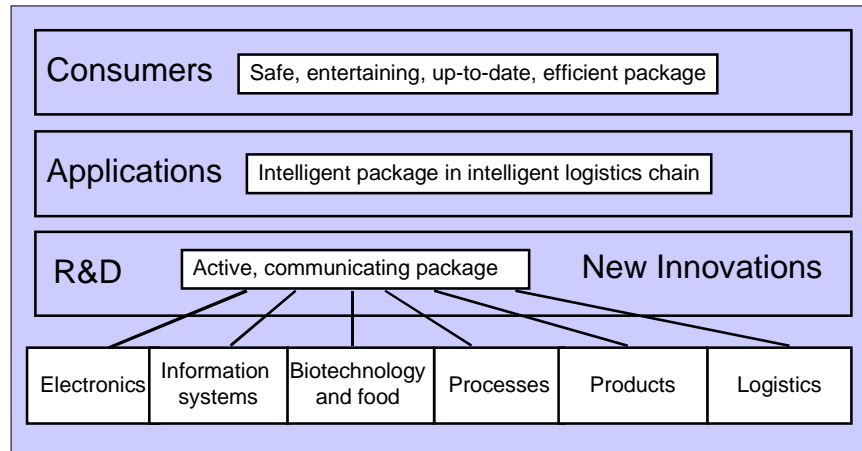 Consumers
Safe, entertaining, up-to-date, efficient package
Applications
Intelligent package in intelligent logistics chain
R&D
Active, communicating package
New Innovations
Electronics
Information
systems
Biotechnology
and food
Processes
Products
Logistics